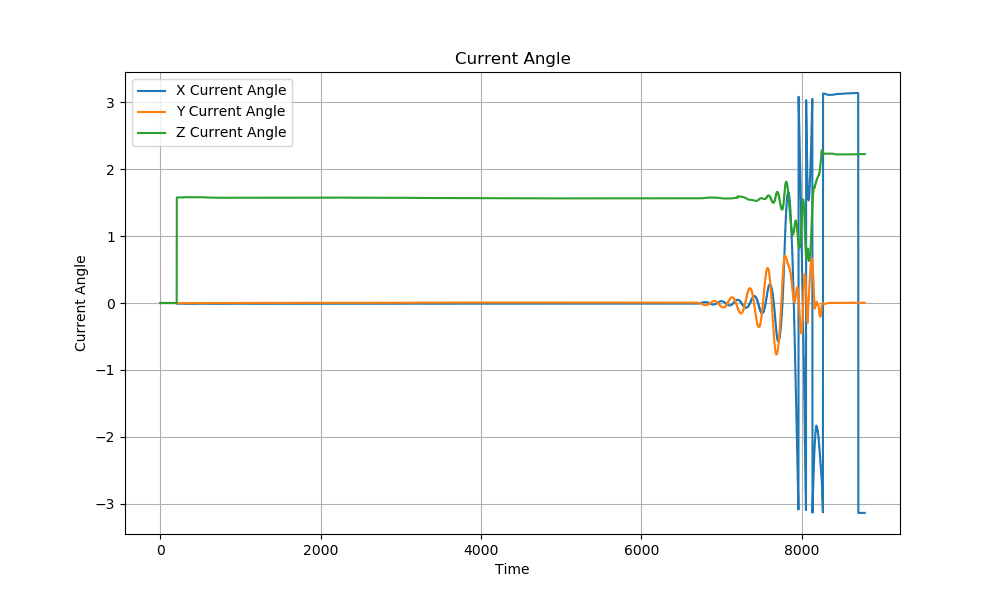 Current Angle
X Current Angle
Y Current Angle
Z Current Angle
Current Angle
3
2
1
0
−1
−2
−3
0 2000 4000 6000 8000
Time